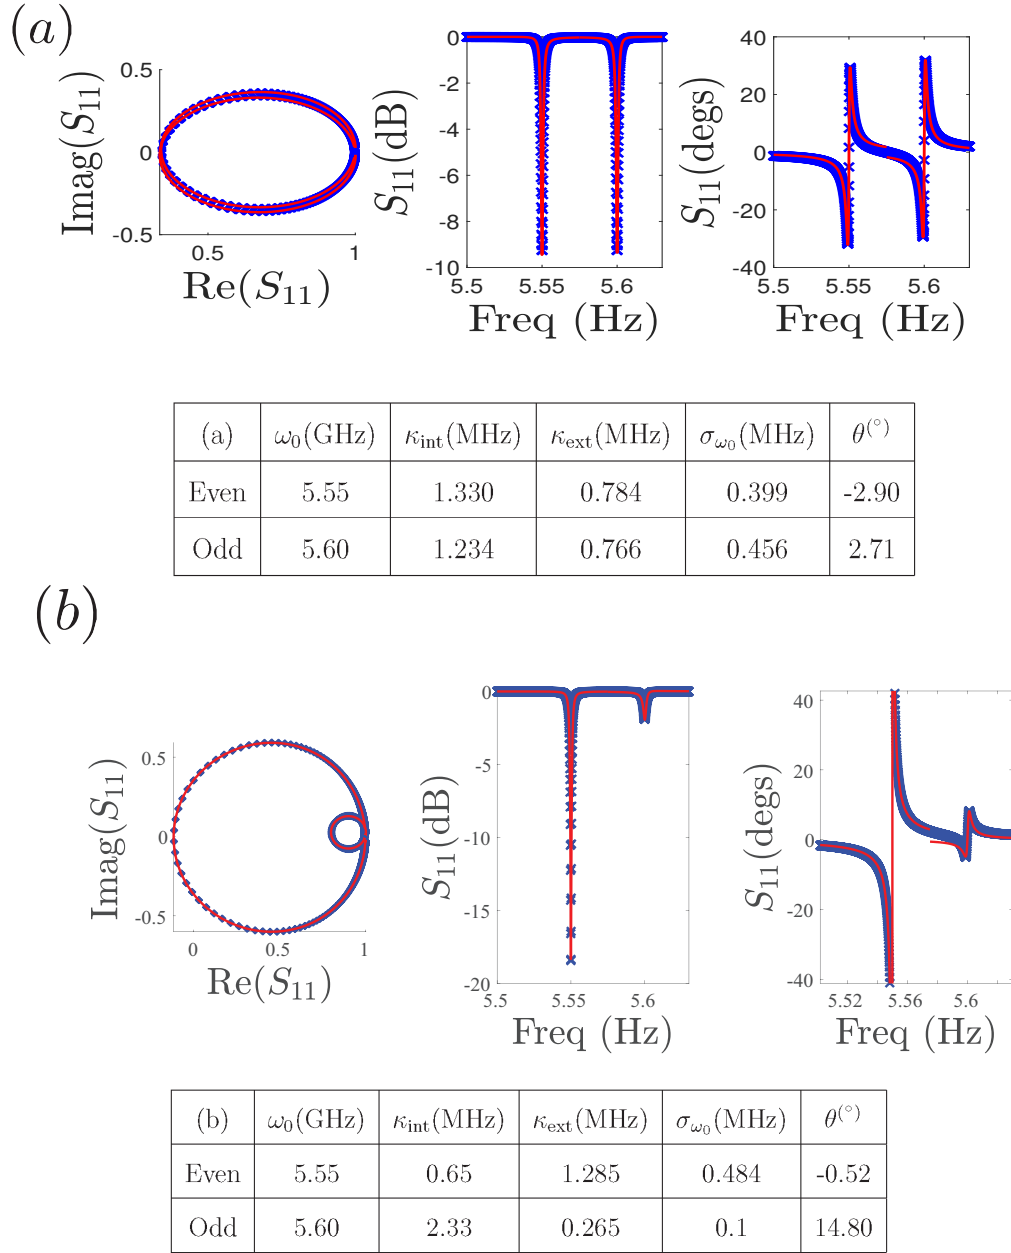 (a)
Imag(S₁₁)
0.5
0
-0.5
0.5 1
Re(S₁₁)
S₁₁(dB)
0
-2
-4
-6
-8
-10
5.5 5.55 5.6
Freq (Hz)
S₁₁(degs)
40
20
0
-20
-40
5.5 5.55 5.6
Freq (Hz)
(a) ω₀(GHz) κ_int(MHz) κ_ext(MHz) σ_ω₀(MHz) θ^(°)
Even 5.55 1.330 0.784 0.399 -2.90
Odd 5.60 1.234 0.766 0.456 2.71
(b)
Imag(S₁₁)
0.5
0
-0.5
0 0.5 1
Re(S₁₁)
S₁₁(dB)
0
-5
-10
-15
-20
5.5 5.55 5.6
Freq (Hz)
S₁₁(degs)
40
20
0
-20
-40
5.52 5.56 5.6
Freq (Hz)
(b) ω₀(GHz) κ_int(MHz) κ_ext(MHz) σ_ω₀(MHz) θ^(°)
Even 5.55 0.65 1.285 0.484 -0.52
Odd 5.60 2.33 0.265 0.1 14.80